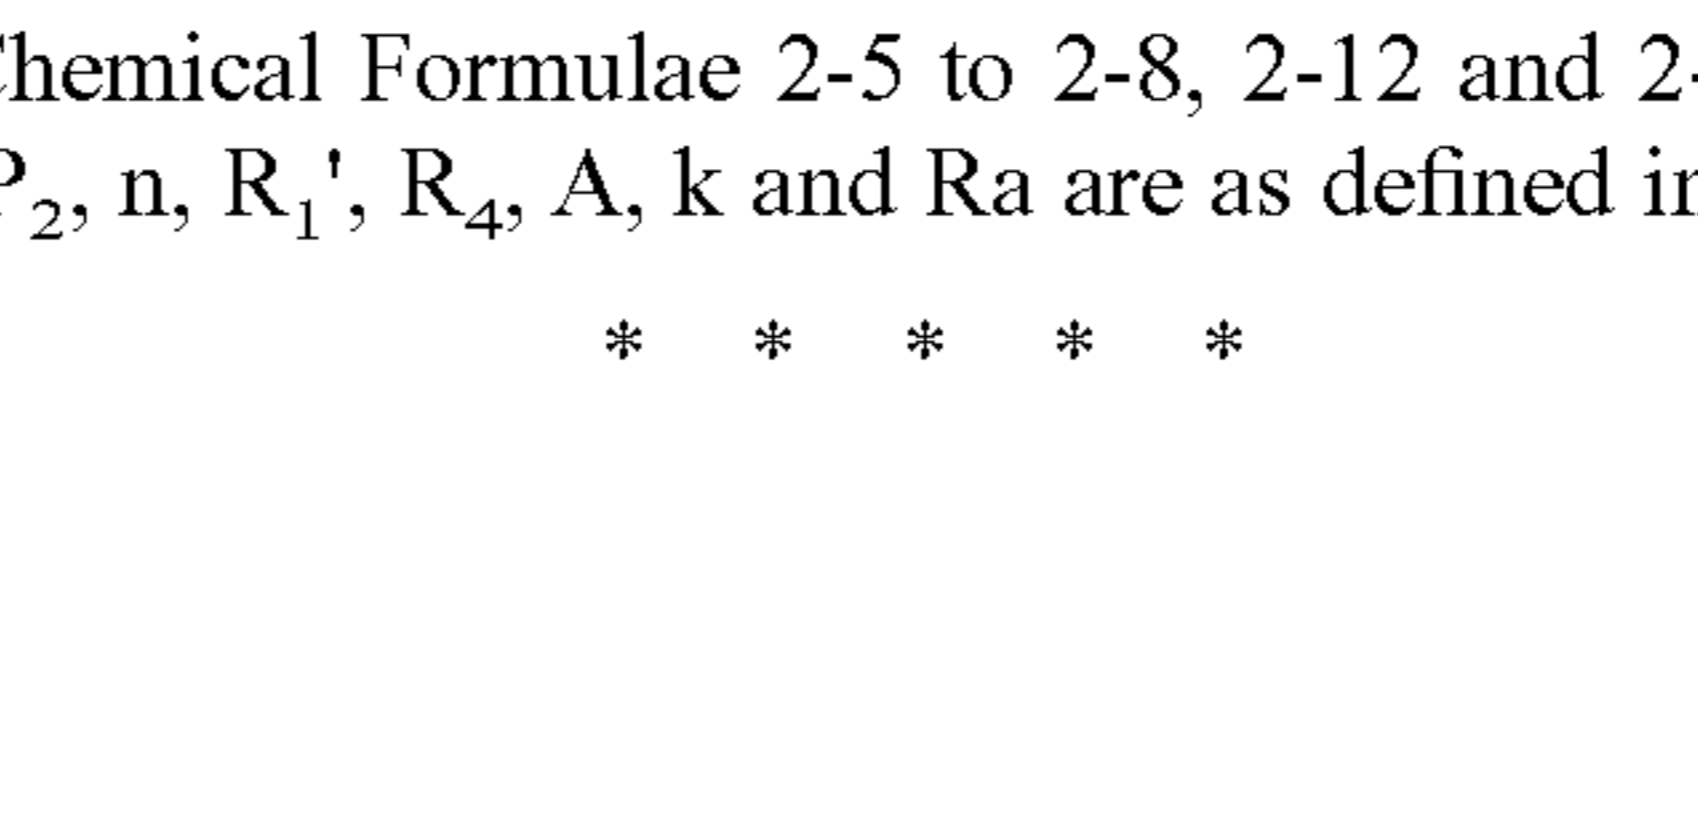 Chemical Formulae 2-5 to 2-8, 2-12 and 2-
P₂, n, R₁', R₄, A, k and Ra are as defined in
* * * * *